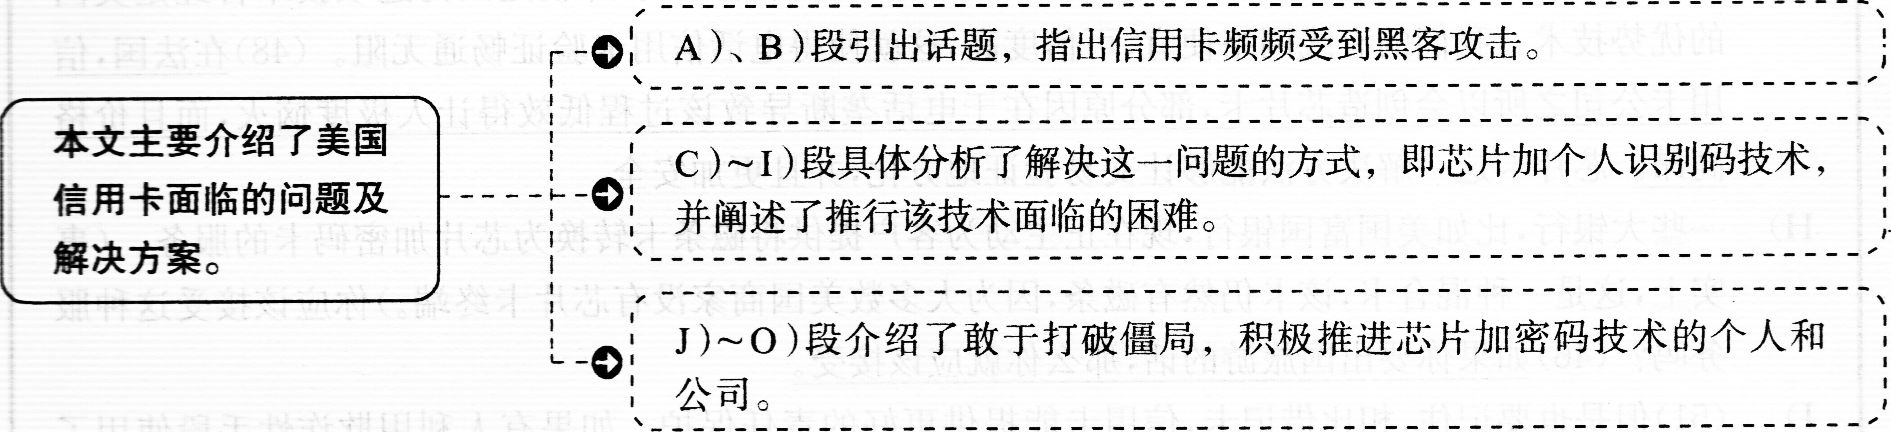 本文主要介绍了美国
信用卡面临的问题及
解决方案。
A)、B)段引出话题，指出信用卡频频受到黑客攻击。
C)~I)段具体分析了解决这一问题的方式，即芯片加个人识别码技术，
并阐述了推行该技术面临的困难。
J)~O)段介绍了敢于打破僵局，积极推进芯片加密码技术的个人和
公司。